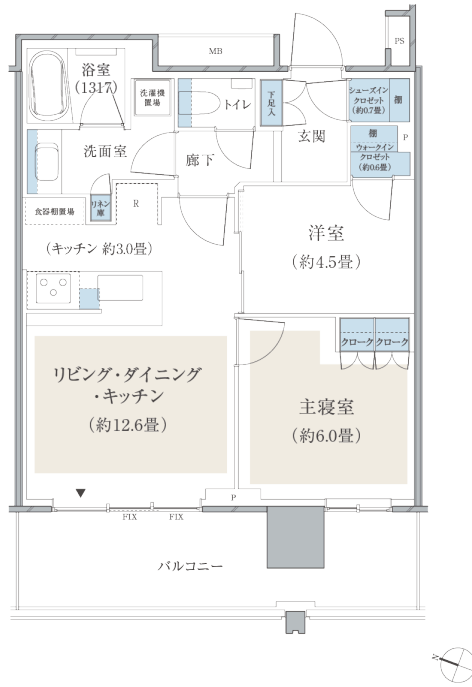 MB
PS
浴室
(1317)
洗濯機
置場
トイレ
下足入
シューズイン
クロゼット
(約0.7畳)
棚
玄関
棚
ウォークイン
クロゼット
(約0.6畳)
P
洗面室
廊下
リネン
庫
食器棚置場
R
(キッチン 約3.0畳)
洋室
(約4.5畳)
クローク
クローク
リビング・ダイニング
・キッチン
(約12.6畳)
主寝室
(約6.0畳)
P
FIX
FIX
バルコニー
N